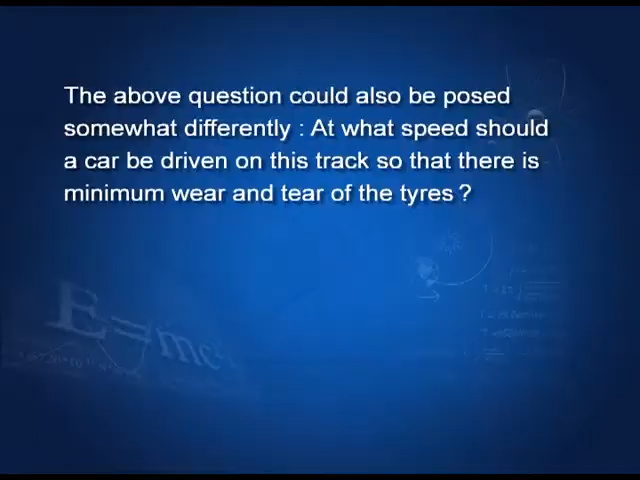 The above question could also be posed
somewhat differently : At what speed should
a car be driven on this track so that there is
minimum wear and tear of the tyres ?
E=mc²